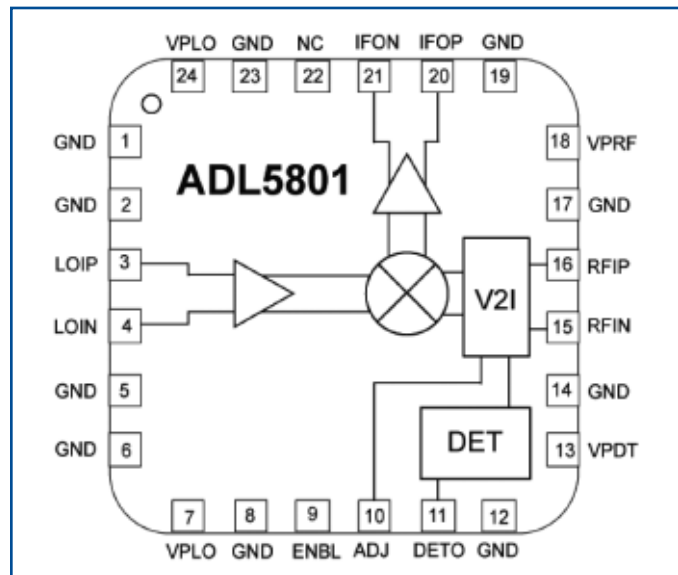 VPLO GND NC IFON IFOP GND
24 23 22 21 20 19
GND 1
18 VPRF
ADL5801
GND 2
17 GND
LOIP 3
16 RFIP
V2I
LOIN 4
15 RFIN
GND 5
14 GND
DET
GND 6
13 VPDT
7 8 9 10 11 12
VPLO GND ENBL ADJ DETO GND